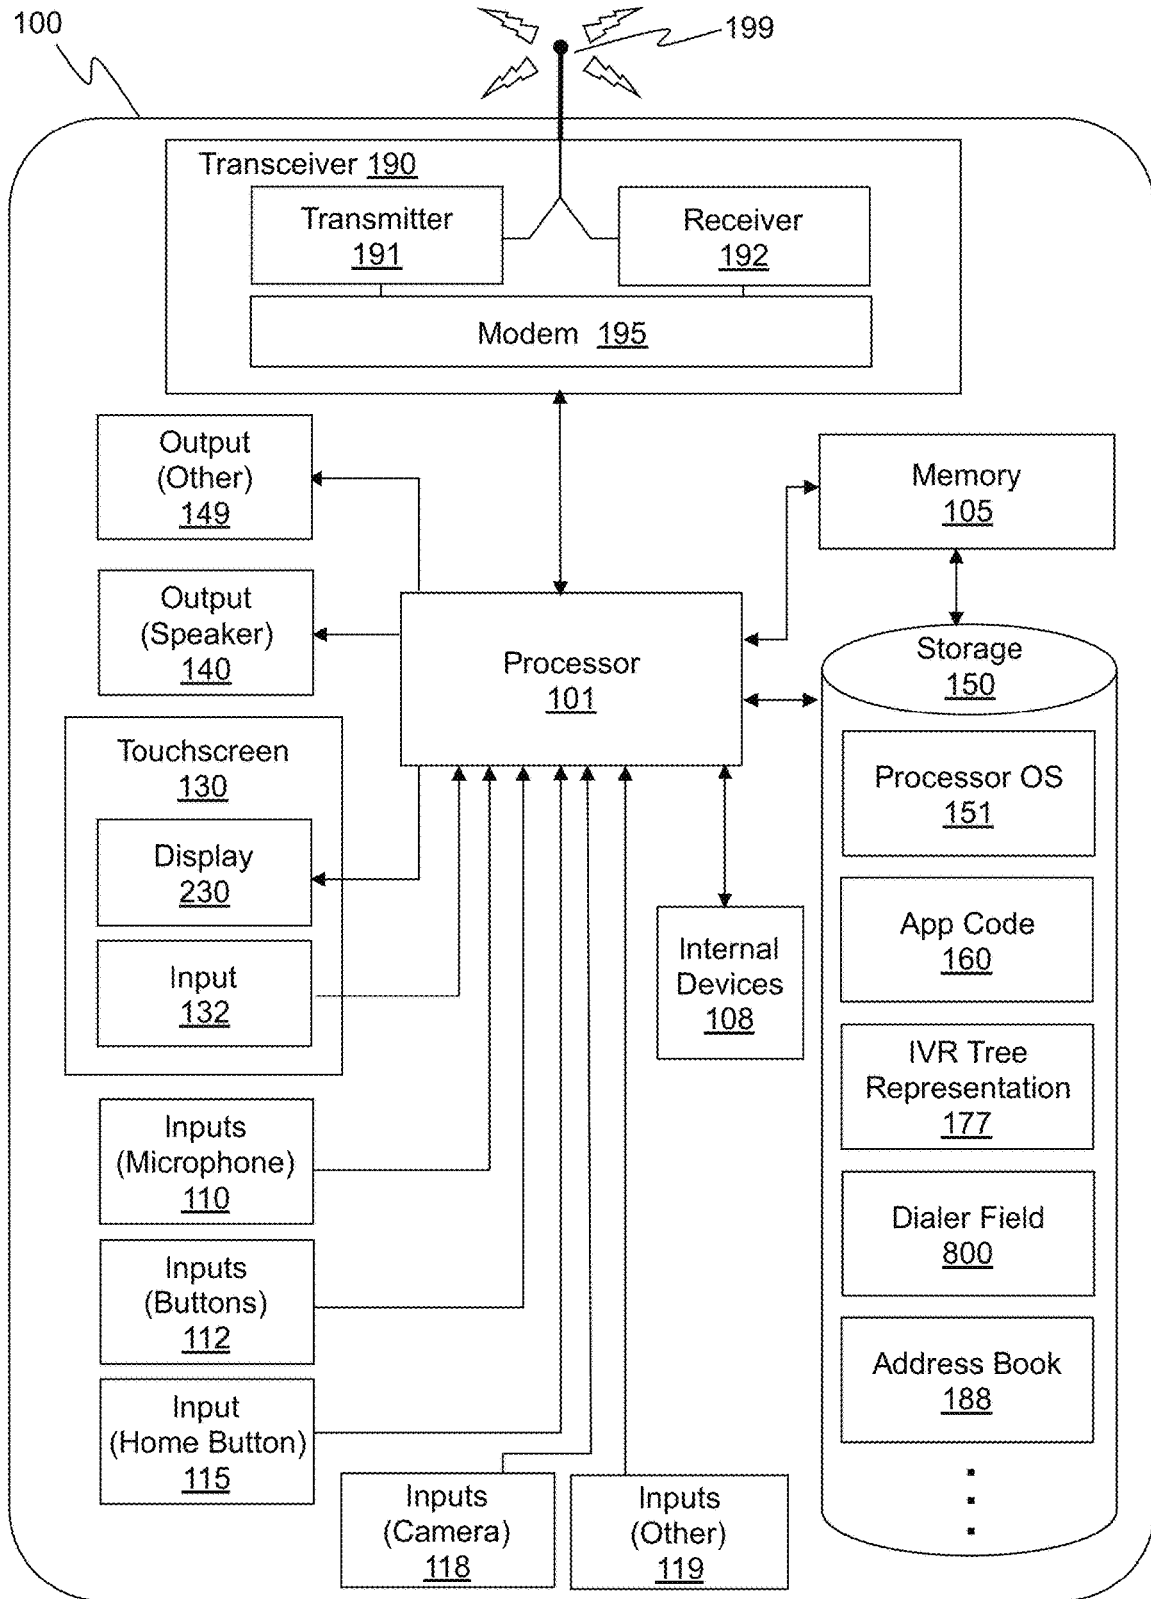 100
199
Transceiver 190
Transmitter
191
Receiver
192
Modem 195
Output
(Other)
149
Memory
105
Output
(Speaker)
140
Processor
101
Storage
150
Touchscreen
130
Display
230
Input
132
Internal
Devices
108
Processor OS
151
App Code
160
IVR Tree
Representation
177
Dialer Field
800
Address Book
188
Inputs
(Microphone)
110
Inputs
(Buttons)
112
Input
(Home Button)
115
Inputs
(Camera)
118
Inputs
(Other)
119